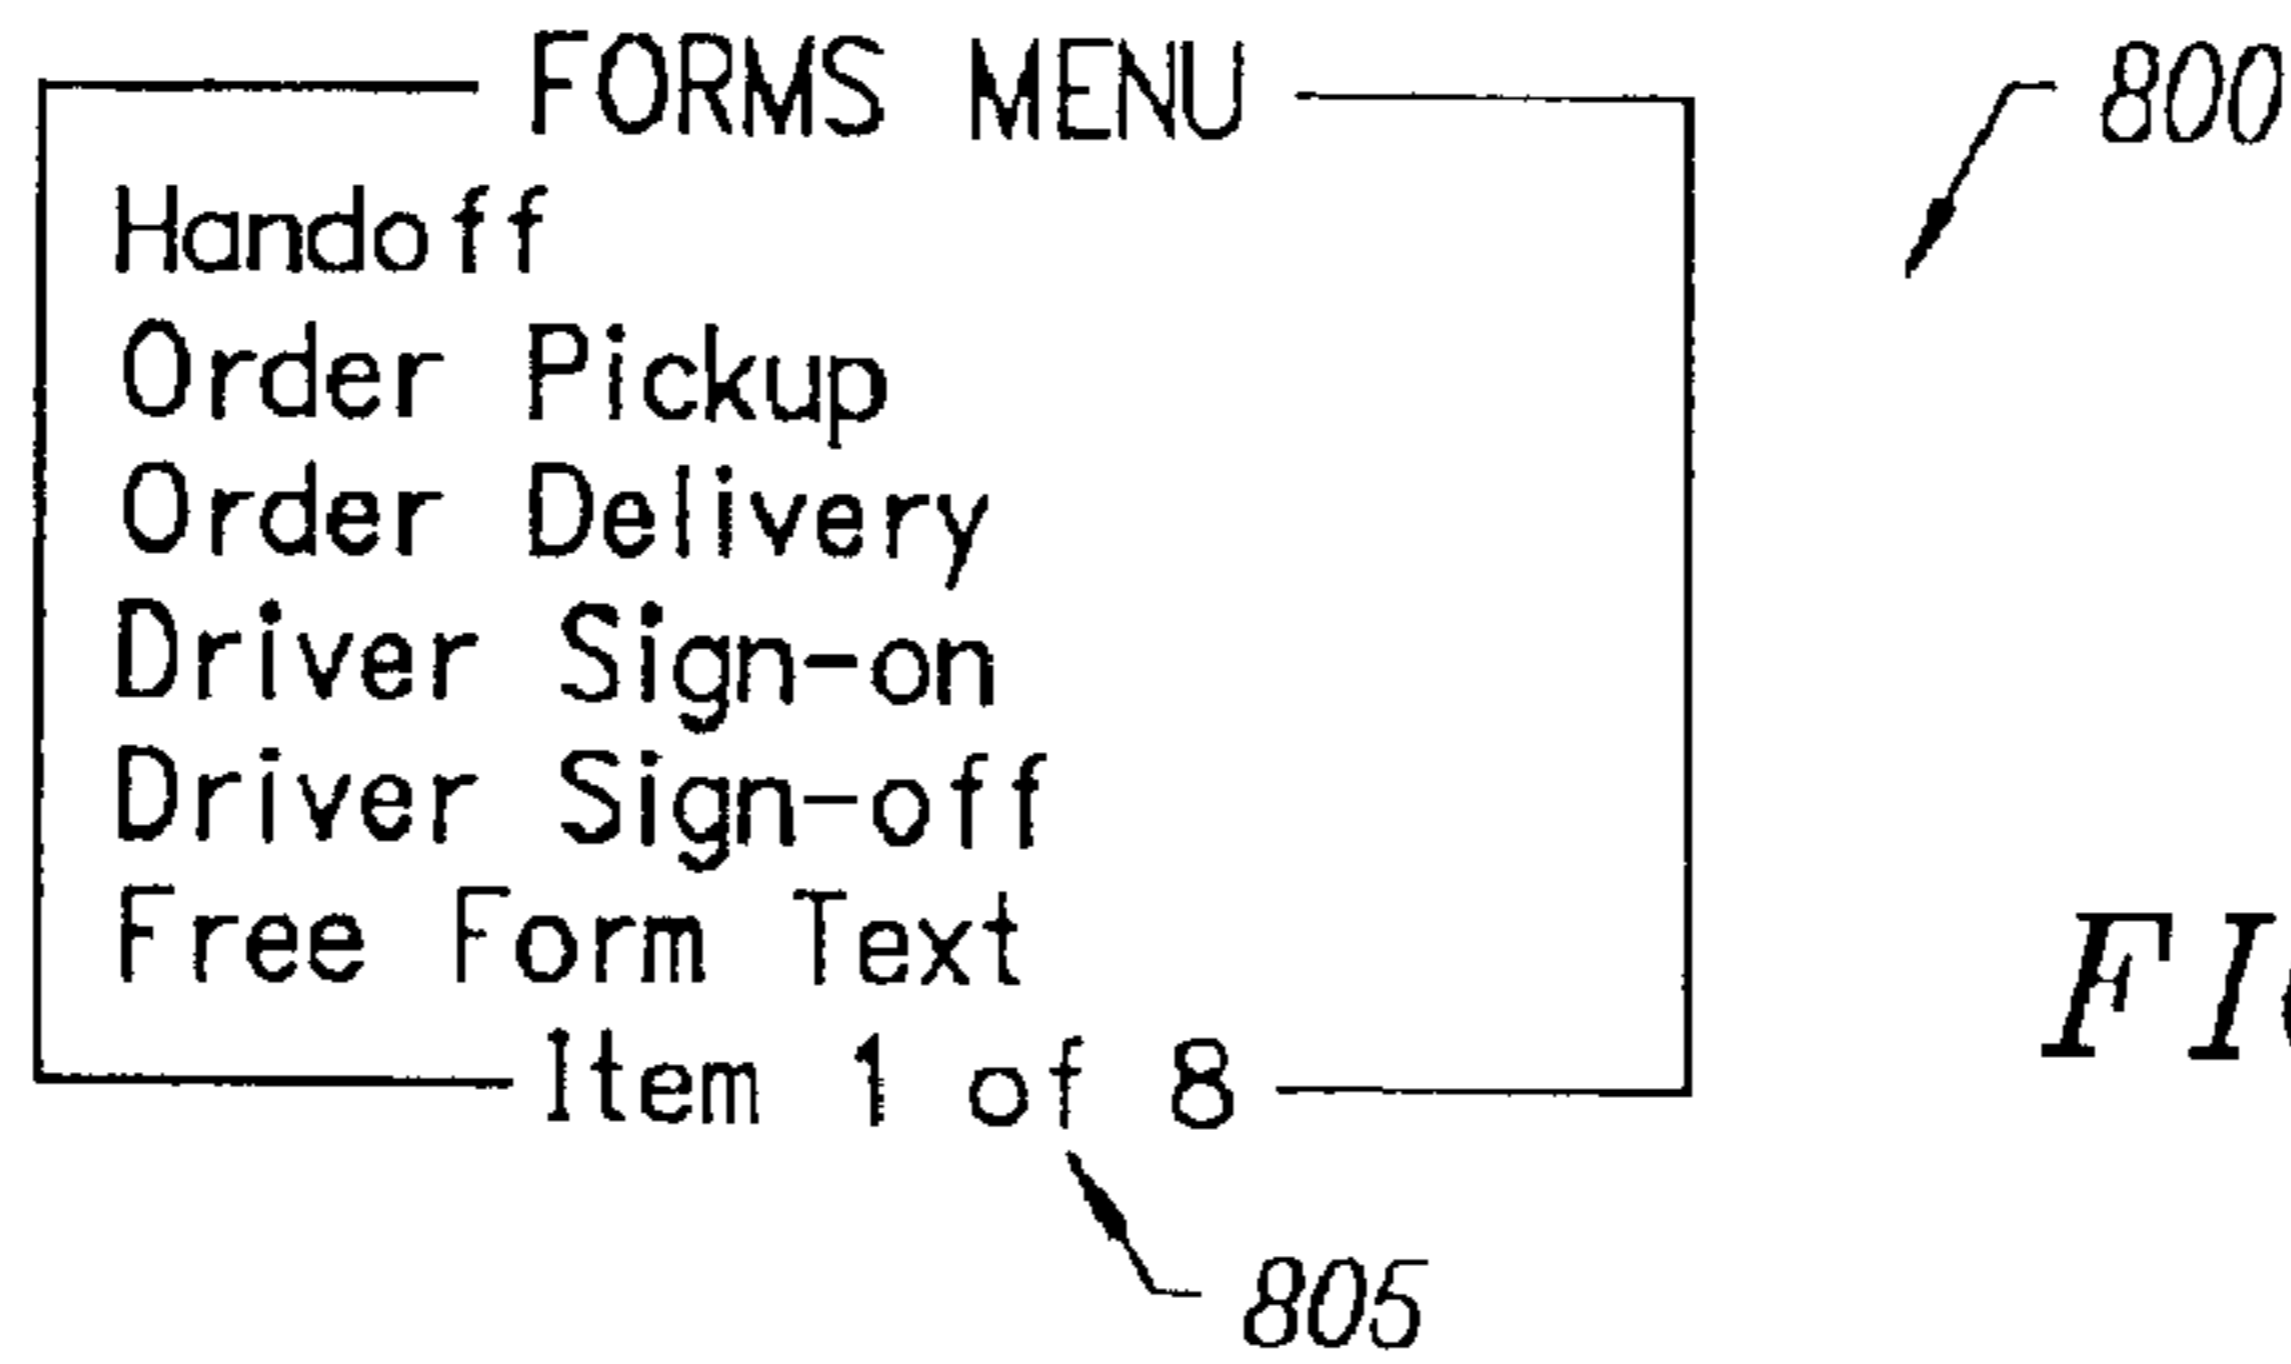 FORMS MENU
800
Handoff
Order Pickup
Order Delivery
Driver Sign-on
Driver Sign-off
Free Form Text
Item 1 of 8
805